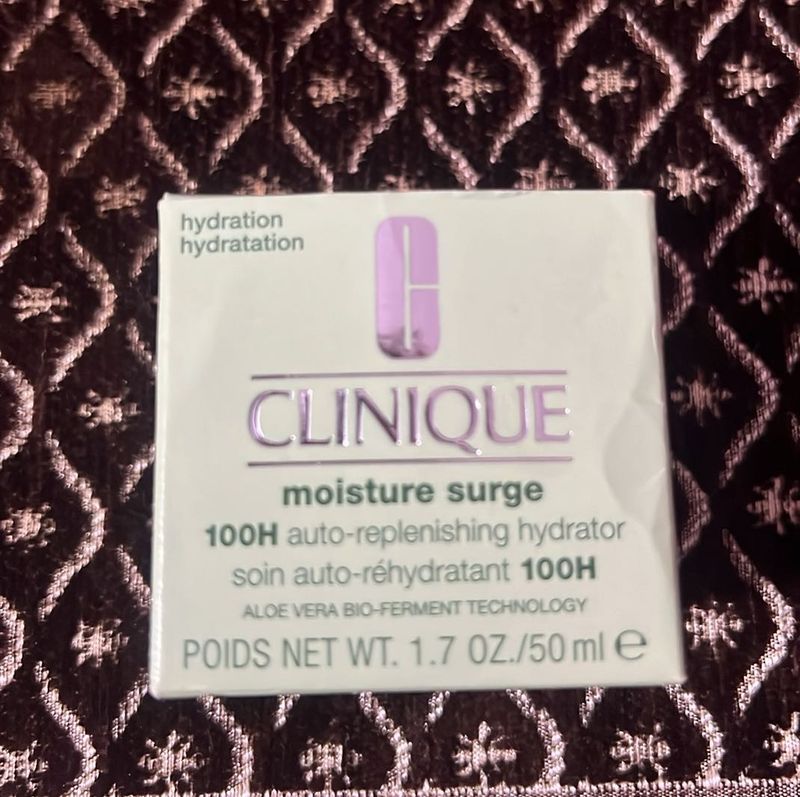 hydration
hydratation
CLINIQUE
moisture surge
100H auto-replenishing hydrator
soin auto-réhydratant 100H
ALOE VERA BIO-FERMENT TECHNOLOGY
POIDS NET WT. 1.7 OZ./50 ml ℮